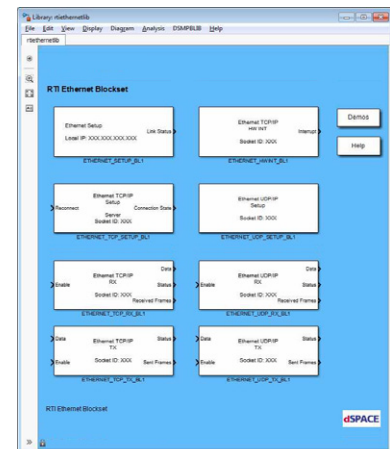 Library: rtiethernetlib
File Edit View Display Diagram Analysis DSMPBLIB Help
rtiethernetlib
RTI Ethernet Blockset
Ethernet Setup
Local IP: XXX.XXX.XXX.XXX
Link Status
ETHERNET_SETUP_BL1
Ethernet TCP/IP
HW INT
Interrupt
Socket ID: XXX
ETHERNET_HWINT_BL1
Demos
Help
Ethernet TCP/IP
Setup
Reconnect
Connection State
Server
Socket ID: XXX
ETHERNET_TCP_SETUP_BL1
Ethernet UDP/IP
Setup
Socket ID: XXX
ETHERNET_UDP_SETUP_BL1
Data
Ethernet TCP/IP
RX
Enable
Status
Socket ID: XXX
Received Frames
ETHERNET_TCP_RX_BL1
Data
Ethernet UDP/IP
RX
Enable
Status
Socket ID: XXX
Received Frames
ETHERNET_UDP_RX_BL1
Data
Ethernet TCP/IP
TX
Status
Enable
Socket ID: XXX
Sent Frames
ETHERNET_TCP_TX_BL1
Data
Ethernet UDP/IP
TX
Status
Enable
Socket ID: XXX
Sent Frames
ETHERNET_UDP_TX_BL1
RTI Ethernet Blockset
dSPACE